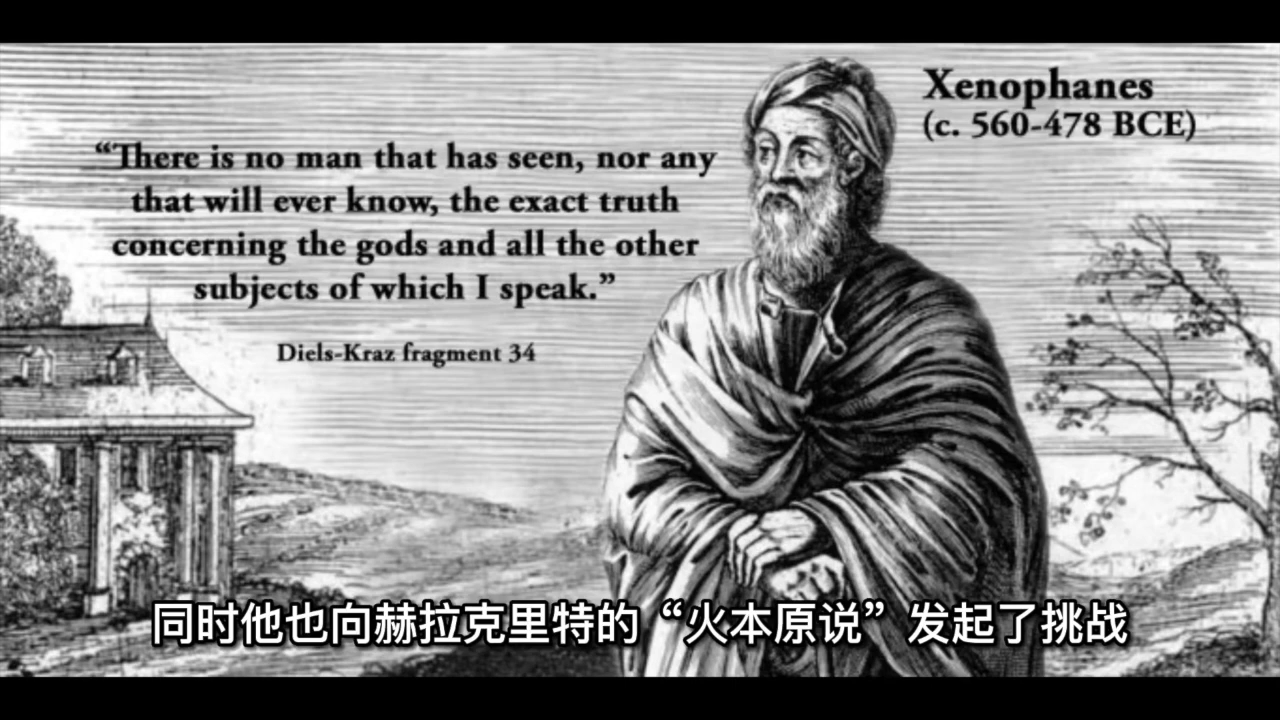 Xenophanes
(c. 560-478 BCE)
“There is no man that has seen, nor any
that will ever know, the exact truth
concerning the gods and all the other
subjects of which I speak.”
Diels-Kraz fragment 34
同时他也向赫拉克里特的“火本原说”发起了挑战